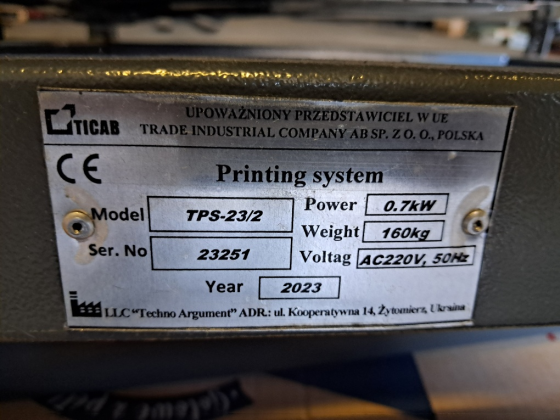 TICAB
UPOWAŻNIONY PRZEDSTAWICIEL W UE
TRADE INDUSTRIAL COMPANY AB SP. Z O. O., POLSKA
CE
Printing system
Model TPS-23/2
Power 0.7kW
Ser. No 23251
Weight 160kg
Voltag AC220V, 50Hz
Year 2023
LLC "Techno Argument" ADR.: ul. Kooperatywna 14, Żytomierz, Ukraina